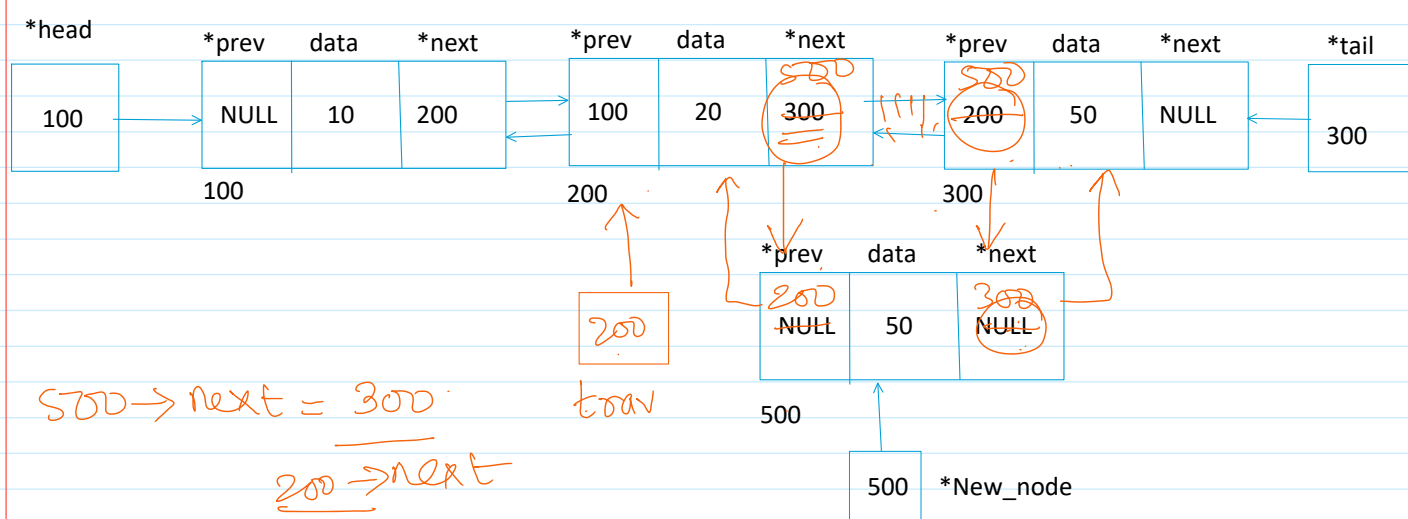 *head
*prev data *next *prev data *next *prev data *next *tail
500 500
100 NULL 10 200 100 20 300 200 50 NULL 300
100 200 300
*prev data *next
200 300
NULL 50 NULL
200
trav
500
500 → next = 300
200 → next
500 *New_node